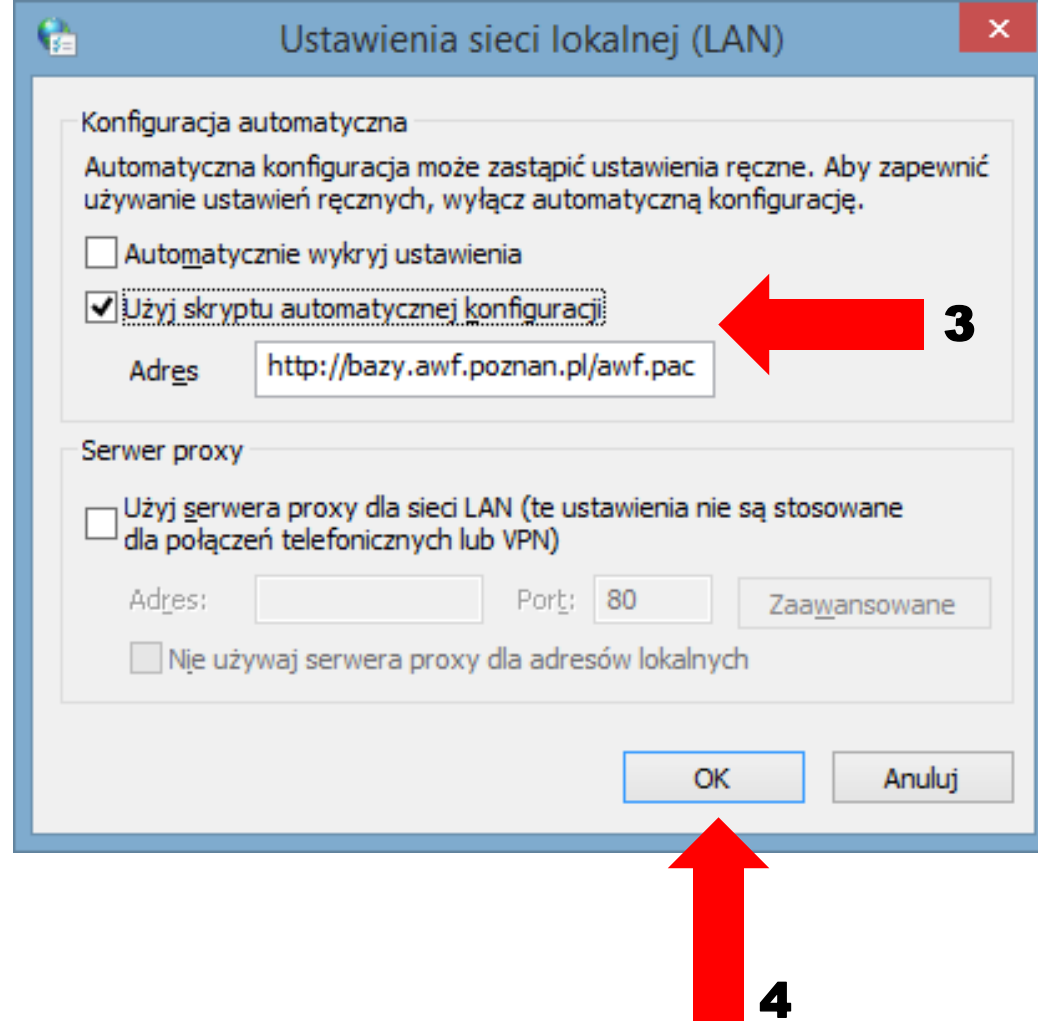 Ustawienia sieci lokalnej (LAN)
Konfiguracja automatyczna
Automatyczna konfiguracja może zastąpić ustawienia ręczne. Aby zapewnić
używanie ustawień ręcznych, wyłącz automatyczną konfigurację.
Automatycznie wykryj ustawienia
Użyj skryptu automatycznej konfiguracji
3
Adres http://bazy.awf.poznan.pl/awf.pac
Serwer proxy
Użyj serwera proxy dla sieci LAN (te ustawienia nie są stosowane
dla połączeń telefonicznych lub VPN)
Adres: Port: 80 Zaawansowane
Nie używaj serwera proxy dla adresów lokalnych
OK Anuluj
4